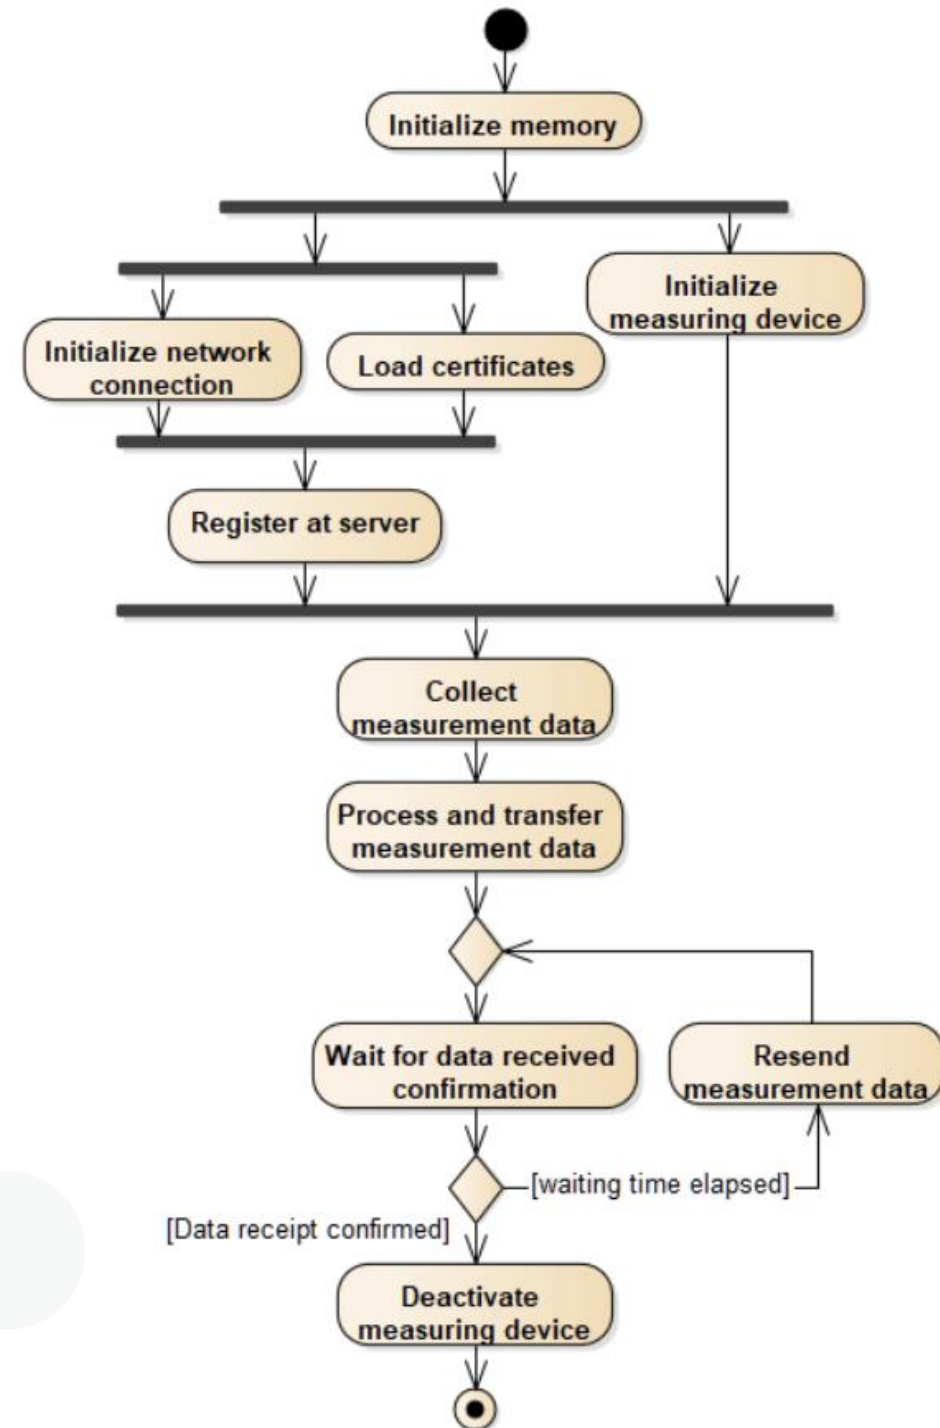 Initialize memory
Initialize
measuring device
Initialize network
connection
Load certificates
Register at server
Collect
measurement data
Process and transfer
measurement data
Wait for data received
confirmation
Resend
measurement data
[waiting time elapsed]
[Data receipt confirmed]
Deactivate
measuring device